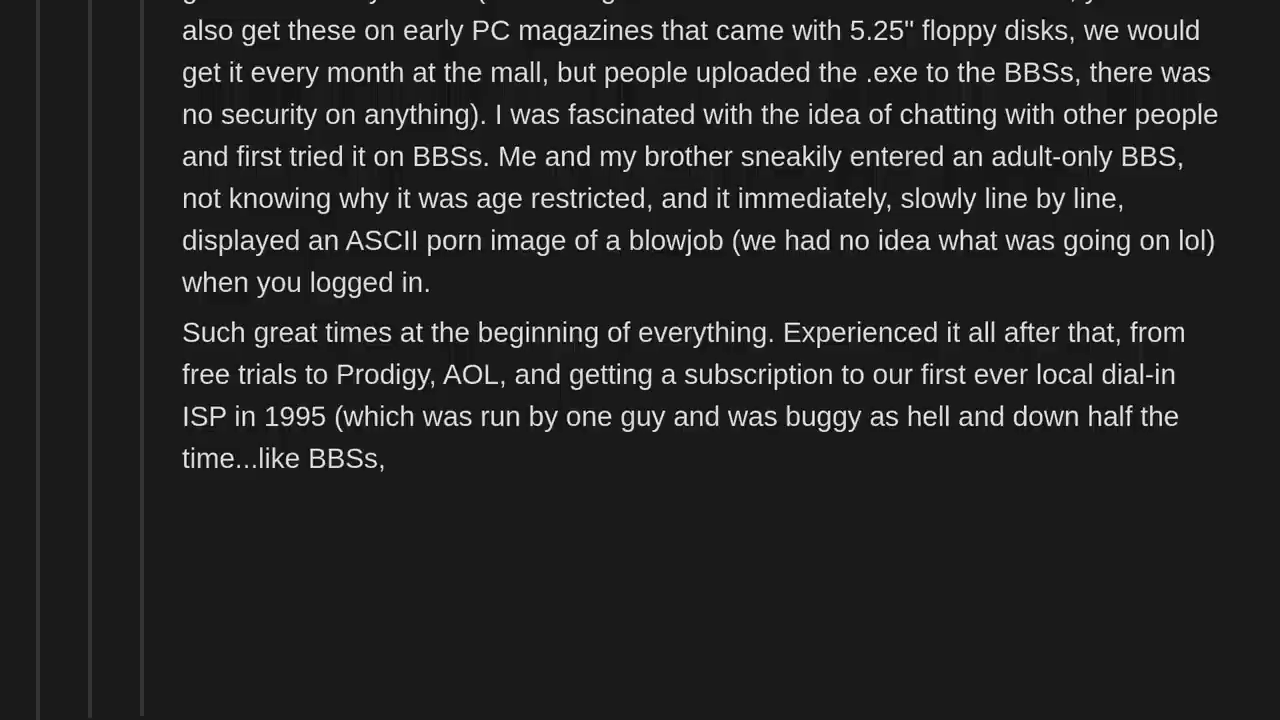 also get these on early PC magazines that came with 5.25" floppy disks, we would
get it every month at the mall, but people uploaded the .exe to the BBSs, there was
no security on anything). I was fascinated with the idea of chatting with other people
and first tried it on BBSs. Me and my brother sneakily entered an adult-only BBS,
not knowing why it was age restricted, and it immediately, slowly line by line,
displayed an ASCII porn image of a blowjob (we had no idea what was going on lol)
when you logged in.
Such great times at the beginning of everything. Experienced it all after that, from
free trials to Prodigy, AOL, and getting a subscription to our first ever local dial-in
ISP in 1995 (which was run by one guy and was buggy as hell and down half the
time...like BBSs,